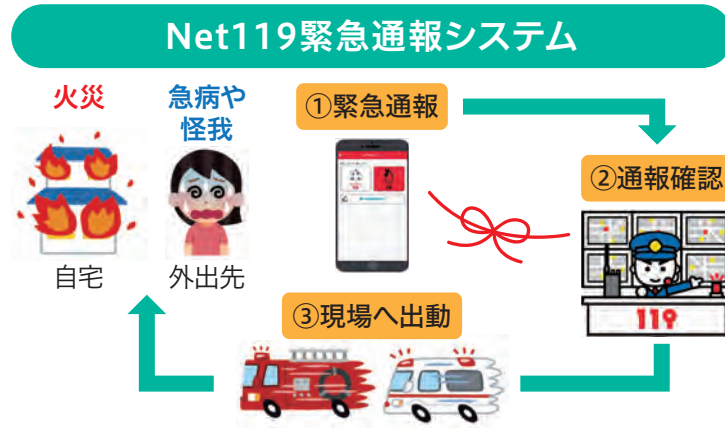 Net119緊急通報システム
火災
急病や
怪我
自宅
外出先
①緊急通報
②通報確認
119
③現場へ出動